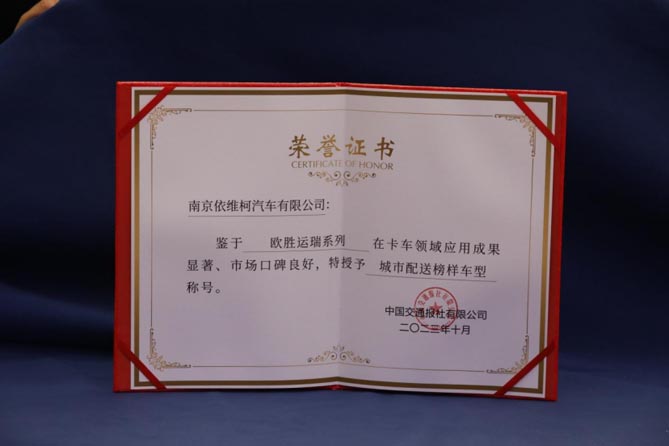 荣誉证书
CERTIFICATE OF HONOR
南京依维柯汽车有限公司:
鉴于 欧胜运瑞系列 在卡车领域应用成果
显著、市场口碑良好，特授予 城市配送榜样车型
称号。
中国交通报社有限公司
二〇二三年十月